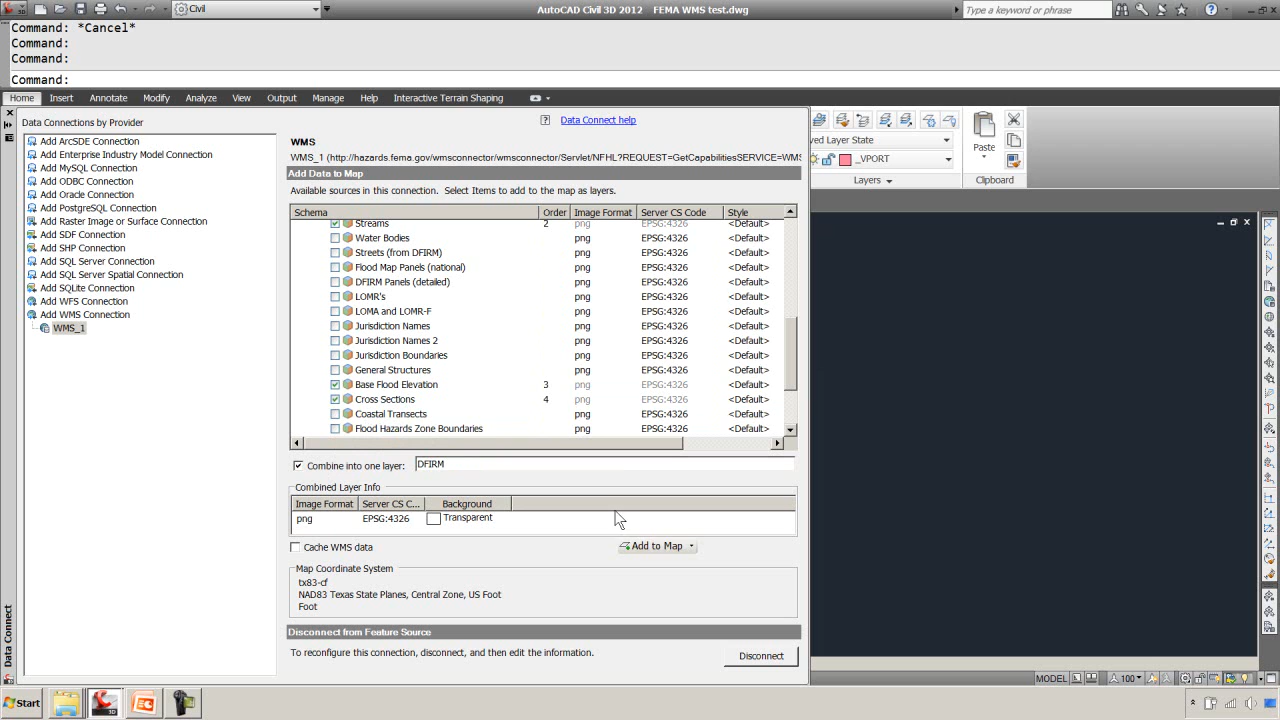 Civil
AutoCAD Civil 3D 2012 FEMA WMS test.dwg
Type a keyword or phrase
Command: *Cancel*
Command:
Command:
Command:
Home Insert Annotate Modify Analyze View Output Manage Help Interactive Terrain Shaping
Data Connections by Provider
Data Connect help
Add ArcSDE Connection
Add Enterprise Industry Model Connection
Add MySQL Connection
Add ODBC Connection
Add Oracle Connection
Add PostgreSQL Connection
Add Raster Image or Surface Connection
Add SDF Connection
Add SHP Connection
Add SQL Server Connection
Add SQL Server Spatial Connection
Add SQLite Connection
Add WFS Connection
Add WMS Connection
WMS_1
WMS
WMS_1 (http://hazards.fema.gov/wmsconnector/wmsconnector/Servlet/NFHL?REQUEST=GetCapabilitiesSERVICE=WMS
Add Data to Map
Available sources in this connection. Select Items to add to the map as layers.
Schema Order Image Format Server CS Code Style
Streams 2 png EPSG:4326 <Default>
Water Bodies png EPSG:4326 <Default>
Streets (from DFIRM) png EPSG:4326 <Default>
Flood Map Panels (national) png EPSG:4326 <Default>
DFIRM Panels (detailed) png EPSG:4326 <Default>
LOMR's png EPSG:4326 <Default>
LOMA and LOMR-F png EPSG:4326 <Default>
Jurisdiction Names png EPSG:4326 <Default>
Jurisdiction Names 2 png EPSG:4326 <Default>
Jurisdiction Boundaries png EPSG:4326 <Default>
General Structures png EPSG:4326 <Default>
Base Flood Elevation 3 png EPSG:4326 <Default>
Cross Sections 4 png EPSG:4326 <Default>
Coastal Transects png EPSG:4326 <Default>
Flood Hazards Zone Boundaries png EPSG:4326 <Default>
Combine into one layer: DFIRM
Combined Layer Info
Image Format Server CS C... Background
png EPSG:4326 Transparent
Cache WMS data
Add to Map
Map Coordinate System
tx83-cf
NAD83 Texas State Planes, Central Zone, US Foot
Foot
Disconnect from Feature Source
To reconfigure this connection, disconnect, and then edit the information.
Disconnect
Data Connect
ved Layer State
_VPORT
Layers
Paste
Clipboard
MODEL
100
Start
3D